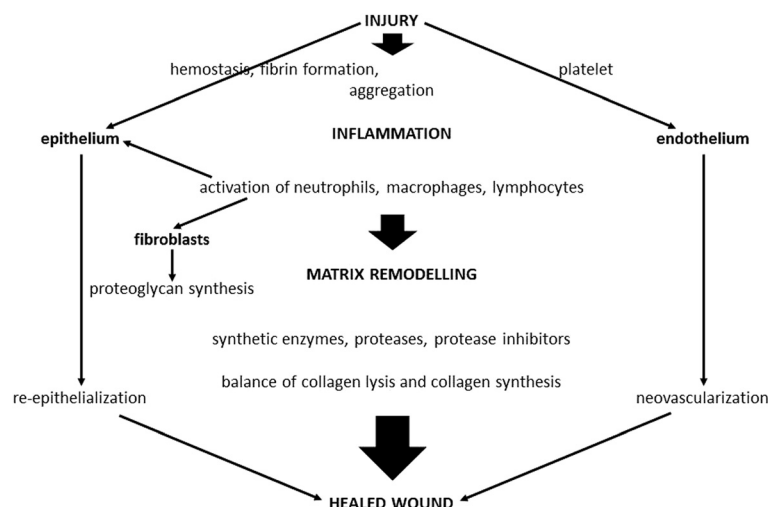 INJURY
hemostasis, fibrin formation,
platelet
aggregation
INFLAMMATION
epithelium
endothelium
activation of neutrophils, macrophages, lymphocytes
fibroblasts
MATRIX REMODELLING
proteoglycan synthesis
synthetic enzymes, proteases, protease inhibitors
balance of collagen lysis and collagen synthesis
re-epithelialization
neovascularization
HEALED WOUND